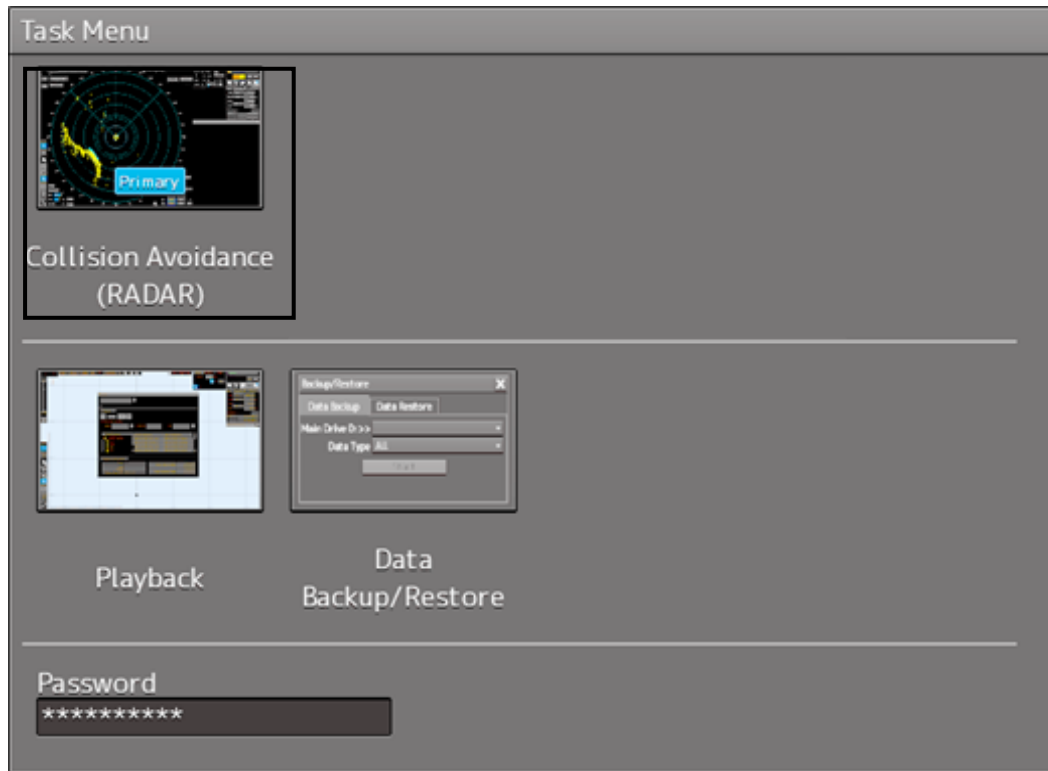 Task Menu
Primary
Collision Avoidance
(RADAR)
Backup/Restore X
Data Backup Data Restore
Main Drive D>>
Data Type ALL
Playback
Data
Backup/Restore
Password
**********